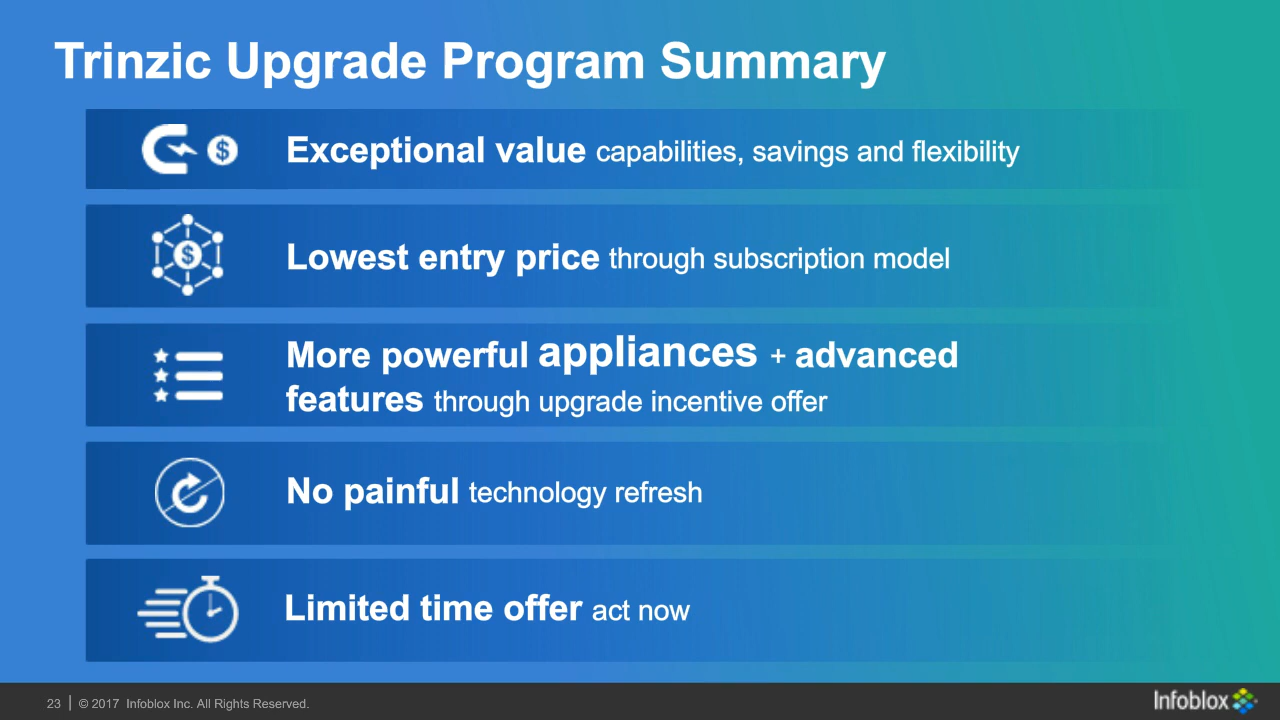 Trinzic Upgrade Program Summary
$
Exceptional value capabilities, savings and flexibility
$
Lowest entry price through subscription model
More powerful appliances + advanced
features through upgrade incentive offer
No painful technology refresh
Limited time offer act now
23 | © 2017 Infoblox Inc. All Rights Reserved.
Infoblox